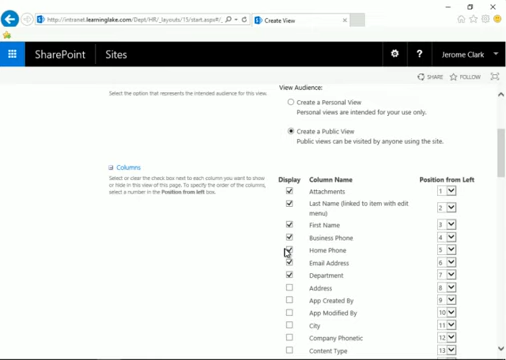 http://intranet.learninglake.com/Dept/HR/_layouts/15/start.aspx#/
Create View
SharePoint Sites
Jerome Clark
SHARE FOLLOW
Select the option that represents the intended audience for this view.
View Audience:
Create a Personal View
Personal views are intended for your use only.
Create a Public View
Public views can be visited by anyone using the site.
Columns
Select or clear the check box next to each column you want to show
or hide in this view of this page. To specify the order of the columns,
select a number in the Position from left box.
Display Column Name Position from Left
Attachments 1
Last Name (linked to item with edit
menu) 2
First Name 3
Business Phone 4
Home Phone 5
Email Address 6
Department 7
Address 8
App Created By 9
App Modified By 10
City 11
Company Phonetic 12
Content Type 13